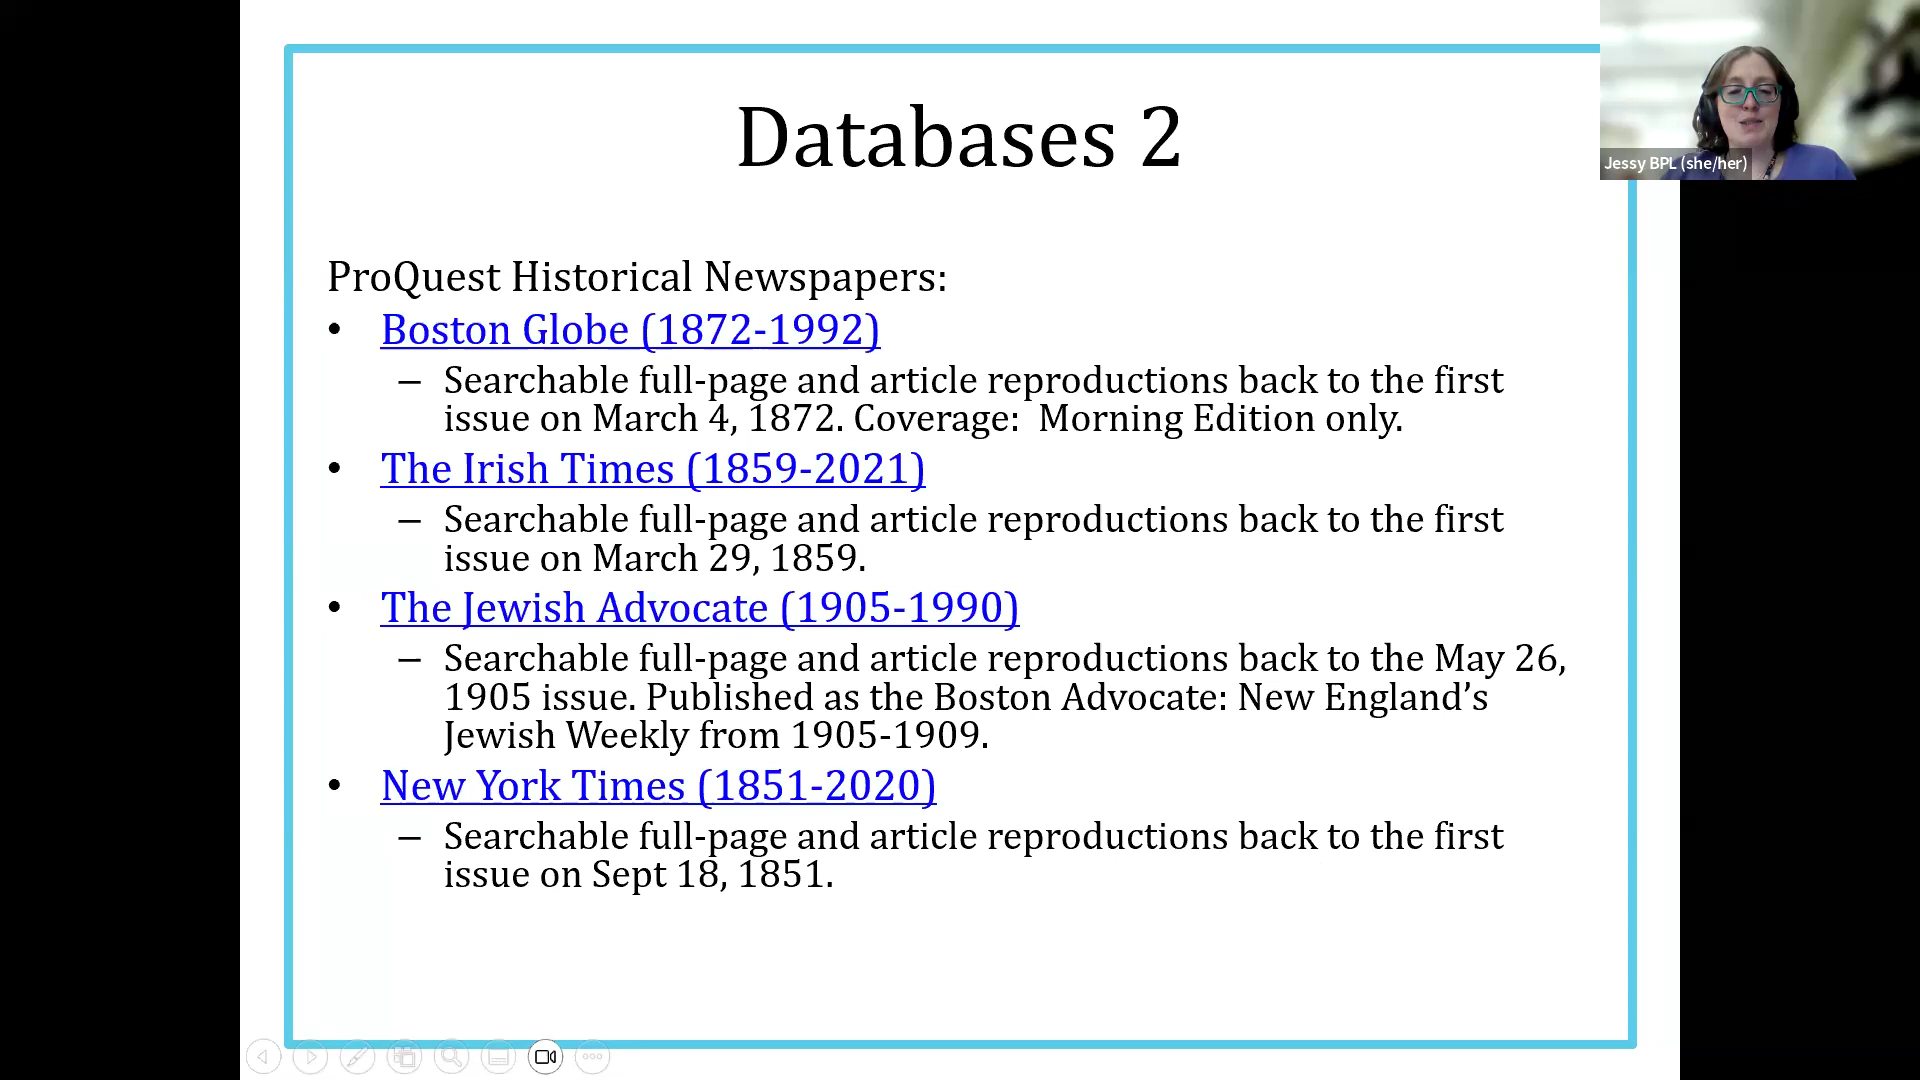 Databases 2
Jessy BPL (she/her)
ProQuest Historical Newspapers:
• Boston Globe (1872-1992)
– Searchable full-page and article reproductions back to the first
issue on March 4, 1872. Coverage:  Morning Edition only.
• The Irish Times (1859-2021)
– Searchable full-page and article reproductions back to the first
issue on March 29, 1859.
• The Jewish Advocate (1905-1990)
– Searchable full-page and article reproductions back to the May 26,
1905 issue. Published as the Boston Advocate: New England’s
Jewish Weekly from 1905-1909.
• New York Times (1851-2020)
– Searchable full-page and article reproductions back to the first
issue on Sept 18, 1851.